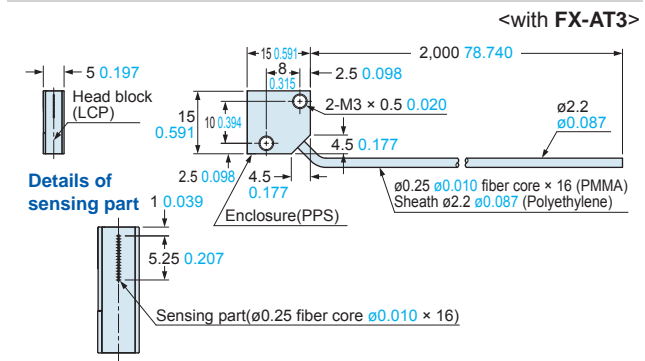 <with FX-AT3>
15 0.591
2,000 78.740
8
0.315
2.5 0.098
5 0.197
Head block
(LCP)
2-M3 × 0.5 0.020
ø2.2
ø0.087
15
0.591
10 0.394
4.5 0.177
2.5 0.098
4.5
0.177
ø0.25 ø0.010 fiber core × 16 (PMMA)
Sheath ø2.2 ø0.087 (Polyethylene)
Enclosure(PPS)
Details of
sensing part
1 0.039
5.25 0.207
Sensing part(ø0.25 fiber core ø0.010 × 16)